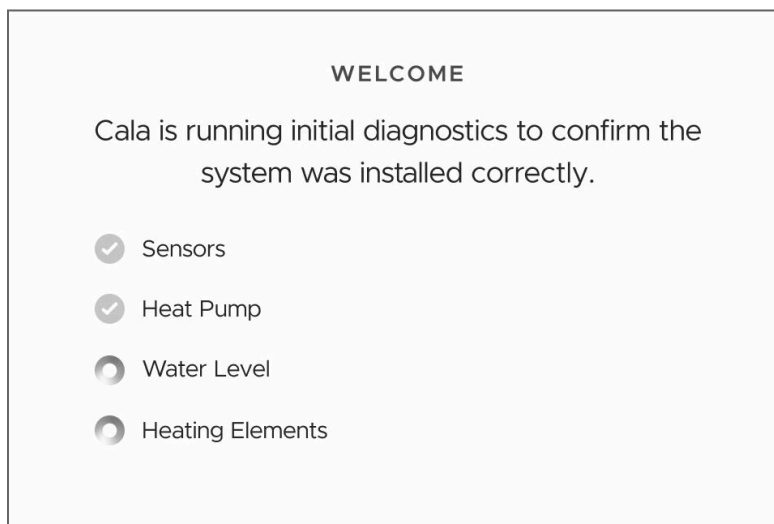 WELCOME
Cala is running initial diagnostics to confirm the
system was installed correctly.
Sensors
Heat Pump
Water Level
Heating Elements